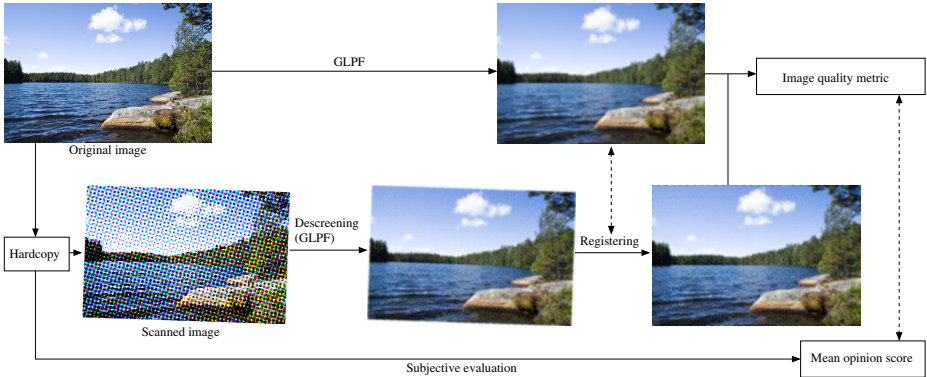 GLPF
Image quality metric
Original image
Descreening
(GLPF)
Registering
Hardcopy
Scanned image
Mean opinion score
Subjective evaluation